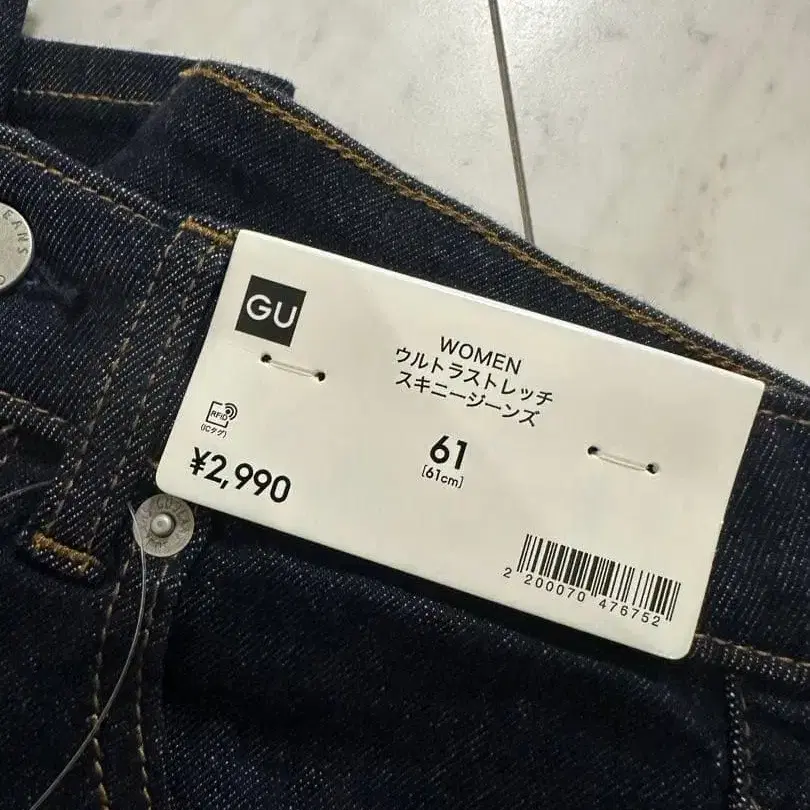 EANS
GU
WOMEN
ウルトラストレッチ
スキニージーンズ
RFID
(ICタグ)
¥2,990
61
[61cm]
2 200070 476752